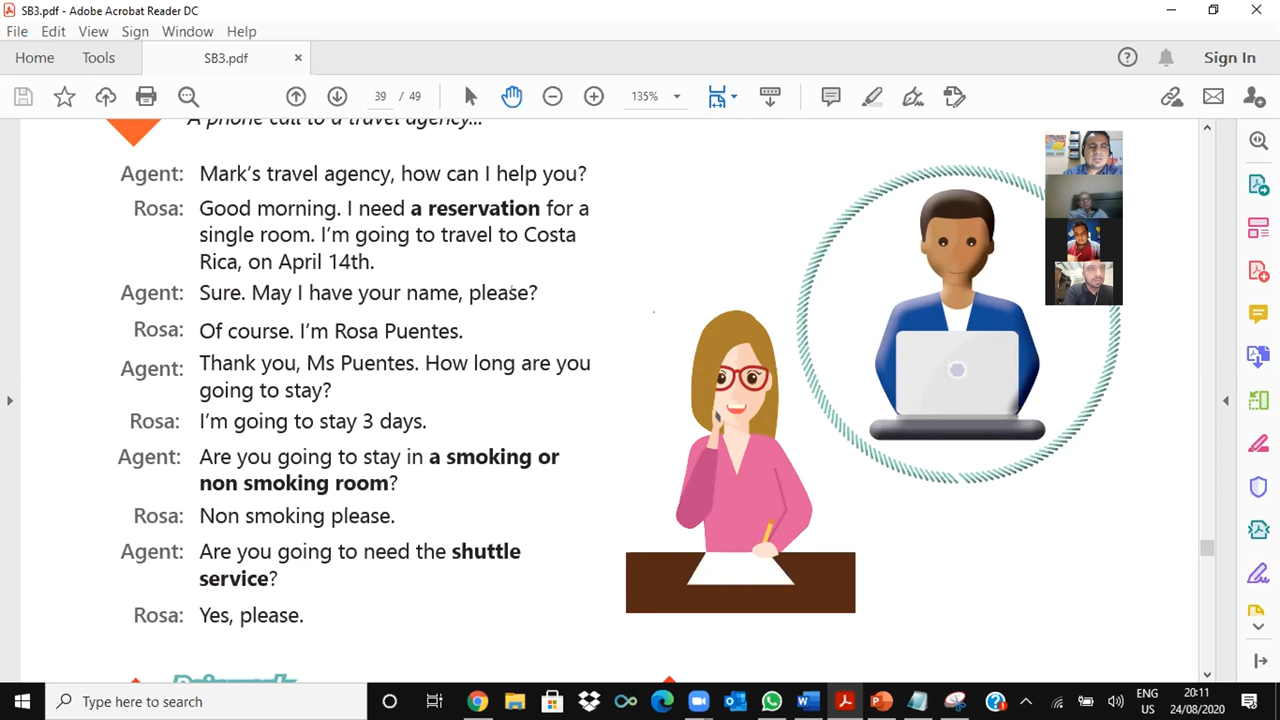 SB3.pdf - Adobe Acrobat Reader DC
File Edit View Sign Window Help
Home Tools SB3.pdf × Sign In
39 / 49 135%
A phone call to a travel agency...
Agent: Mark's travel agency, how can I help you?
Rosa: Good morning. I need a reservation for a
single room. I'm going to travel to Costa
Rica, on April 14th.
Agent: Sure. May I have your name, please?
Rosa: Of course. I'm Rosa Puentes.
Agent: Thank you, Ms Puentes. How long are you
going to stay?
Rosa: I'm going to stay 3 days.
Agent: Are you going to stay in a smoking or
non smoking room?
Rosa: Non smoking please.
Agent: Are you going to need the shuttle
service?
Rosa: Yes, please.
Type here to search
ENG 20:11
US 24/08/2020